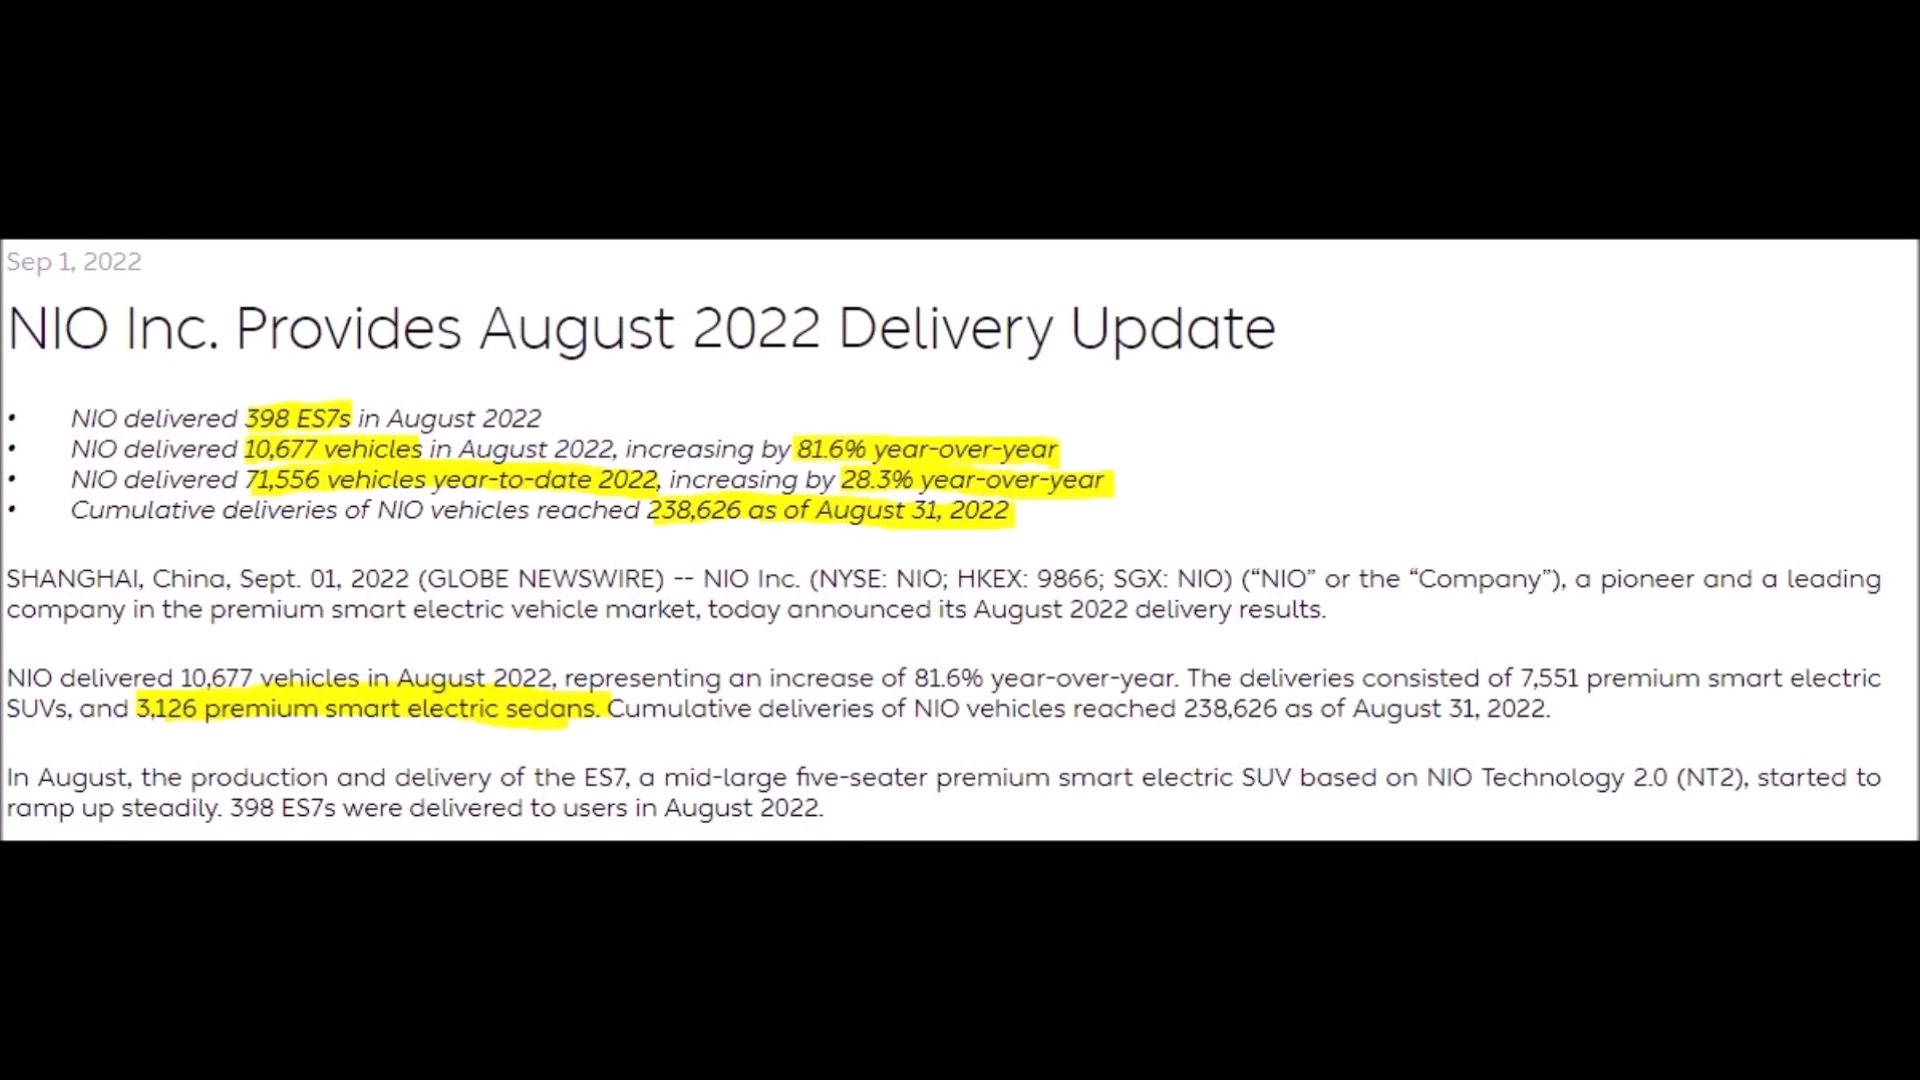 Sep 1, 2022
NIO Inc. Provides August 2022 Delivery Update
• NIO delivered 398 ES7s in August 2022
• NIO delivered 10,677 vehicles in August 2022, increasing by 81.6% year-over-year
• NIO delivered 71,556 vehicles year-to-date 2022, increasing by 28.3% year-over-year
• Cumulative deliveries of NIO vehicles reached 238,626 as of August 31, 2022
SHANGHAI, China, Sept. 01, 2022 (GLOBE NEWSWIRE) -- NIO Inc. (NYSE: NIO; HKEX: 9866; SGX: NIO) (“NIO” or the “Company”), a pioneer and a leading
company in the premium smart electric vehicle market, today announced its August 2022 delivery results.
NIO delivered 10,677 vehicles in August 2022, representing an increase of 81.6% year-over-year. The deliveries consisted of 7,551 premium smart electric
SUVs, and 3,126 premium smart electric sedans. Cumulative deliveries of NIO vehicles reached 238,626 as of August 31, 2022.
In August, the production and delivery of the ES7, a mid-large five-seater premium smart electric SUV based on NIO Technology 2.0 (NT2), started to
ramp up steadily. 398 ES7s were delivered to users in August 2022.